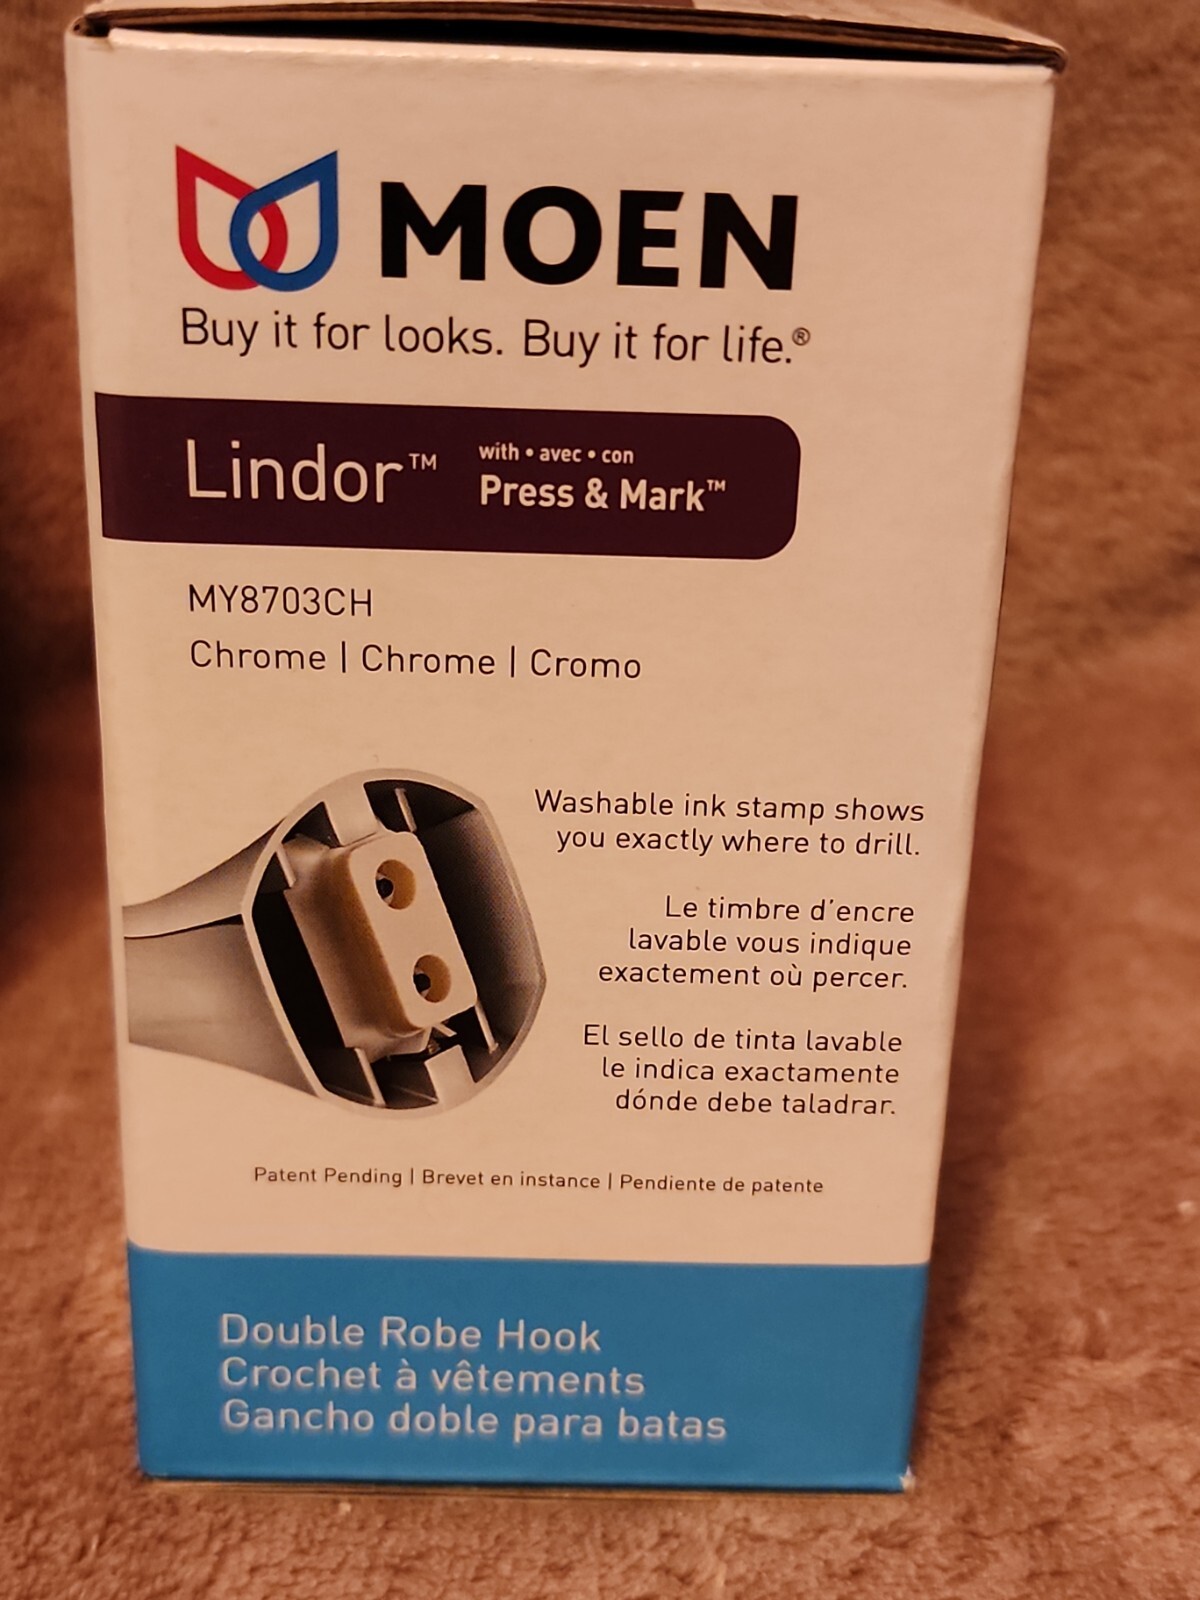 MOEN
Buy it for looks. Buy it for life.®
Lindor™
with • avec • con
Press & Mark™
MY8703CH
Chrome | Chrome | Cromo
Washable ink stamp shows
you exactly where to drill.
Le timbre d'encre
lavable vous indique
exactement où percer.
El sello de tinta lavable
le indica exactamente
dónde debe taladrar.
Patent Pending | Brevet en instance | Pendiente de patente
Double Robe Hook
Crochet à vêtements
Gancho doble para batas